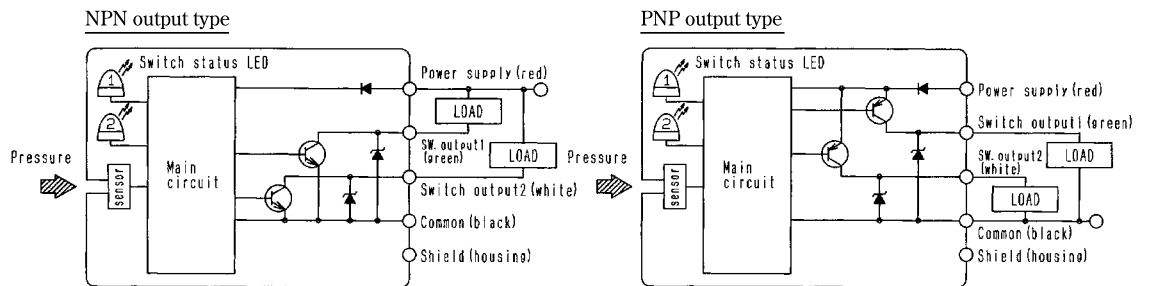 NPN output type
Switch status LED
1
2
Pressure
sensor
Main
circuit
Power supply(red)
LOAD
SW. output1
(green)
LOAD
Switch output2(white)
Common(black)
Shield(housing)
PNP output type
Switch status LED
1
2
Pressure
sensor
Main
circuit
Power supply(red)
Switch output1(green)
SW. output2
(white)
LOAD
LOAD
Common(black)
Shield(housing)